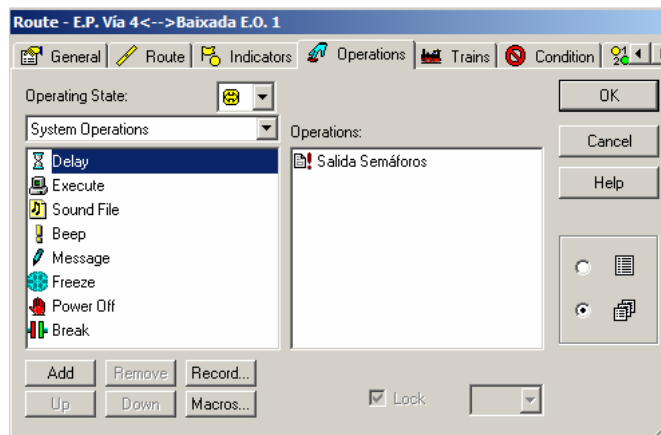 Route - E.P. Vía 4<-->Baixada E.O. 1
General Route Indicators Operations Trains Condition
Operating State:
System Operations
Operations:
Delay
Execute
Sound File
Beep
Message
Freeze
Power Off
Break
Salida Semáforos
OK
Cancel
Help
Add Remove Record...
Up Down Macros...
Lock